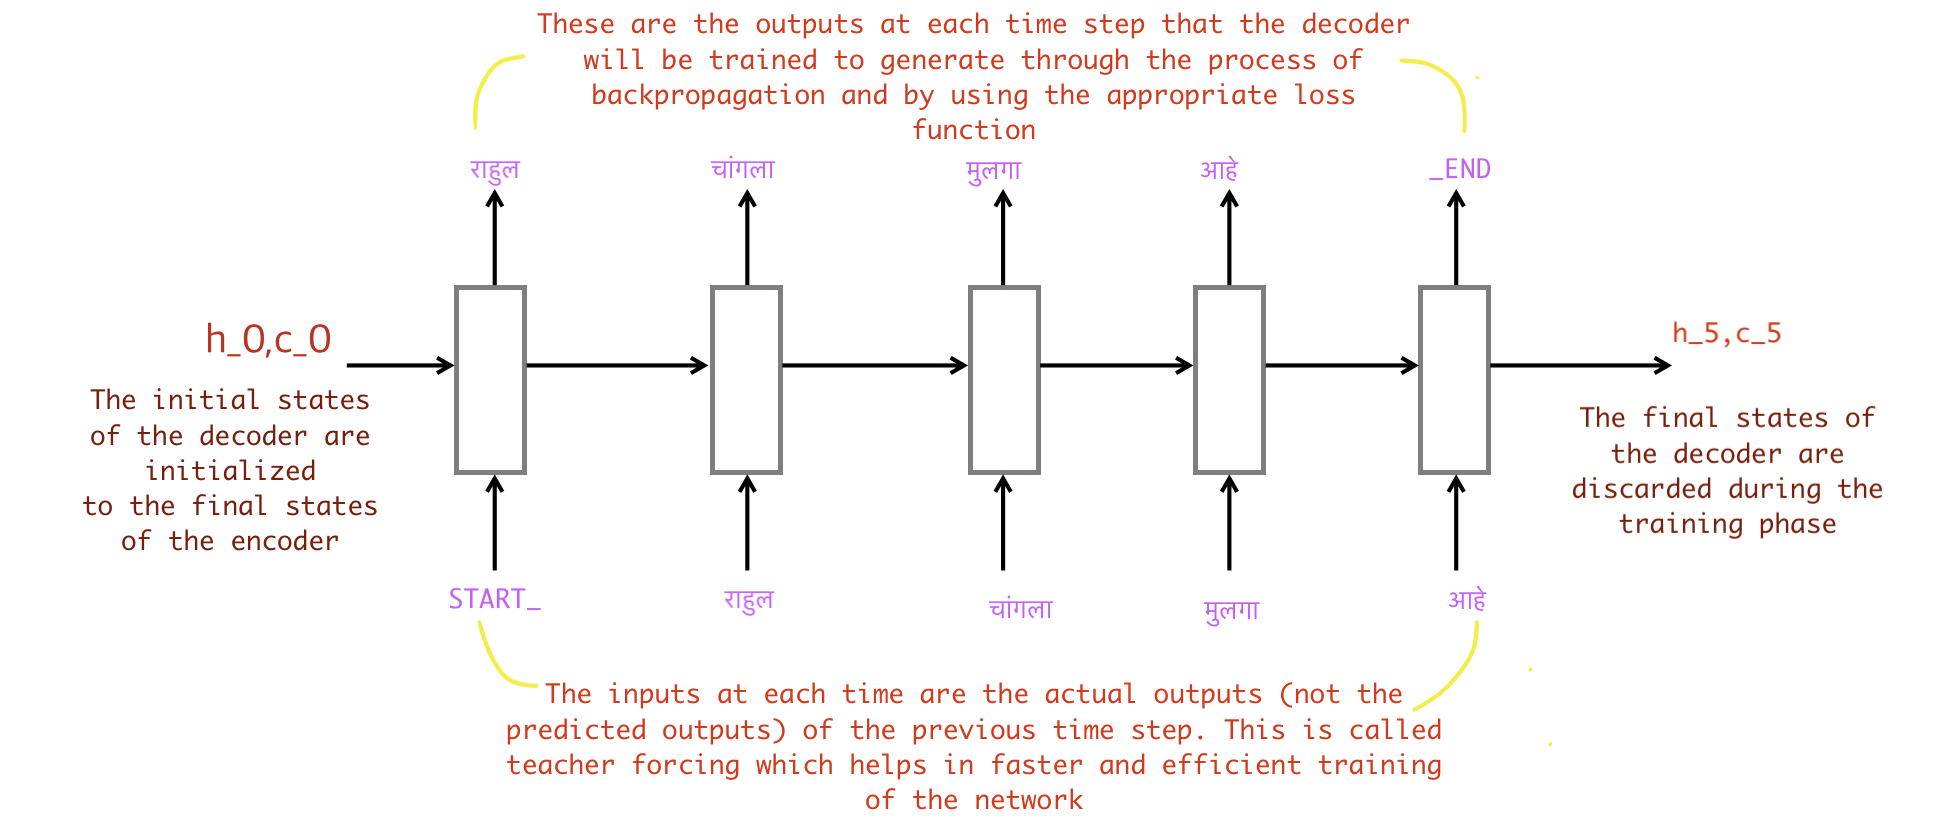 These are the outputs at each time step that the decoder
will be trained to generate through the process of
backpropagation and by using the appropriate loss
function
राहुल
चांगला
मुलगा
आहे
_END
h_0,c_0
The initial states
of the decoder are
initialized
to the final states
of the encoder
h_5,c_5
The final states of
the decoder are
discarded during the
training phase
START_
राहुल
चांगला
मुलगा
आहे
The inputs at each time are the actual outputs (not the
predicted outputs) of the previous time step. This is called
teacher forcing which helps in faster and efficient training
of the network